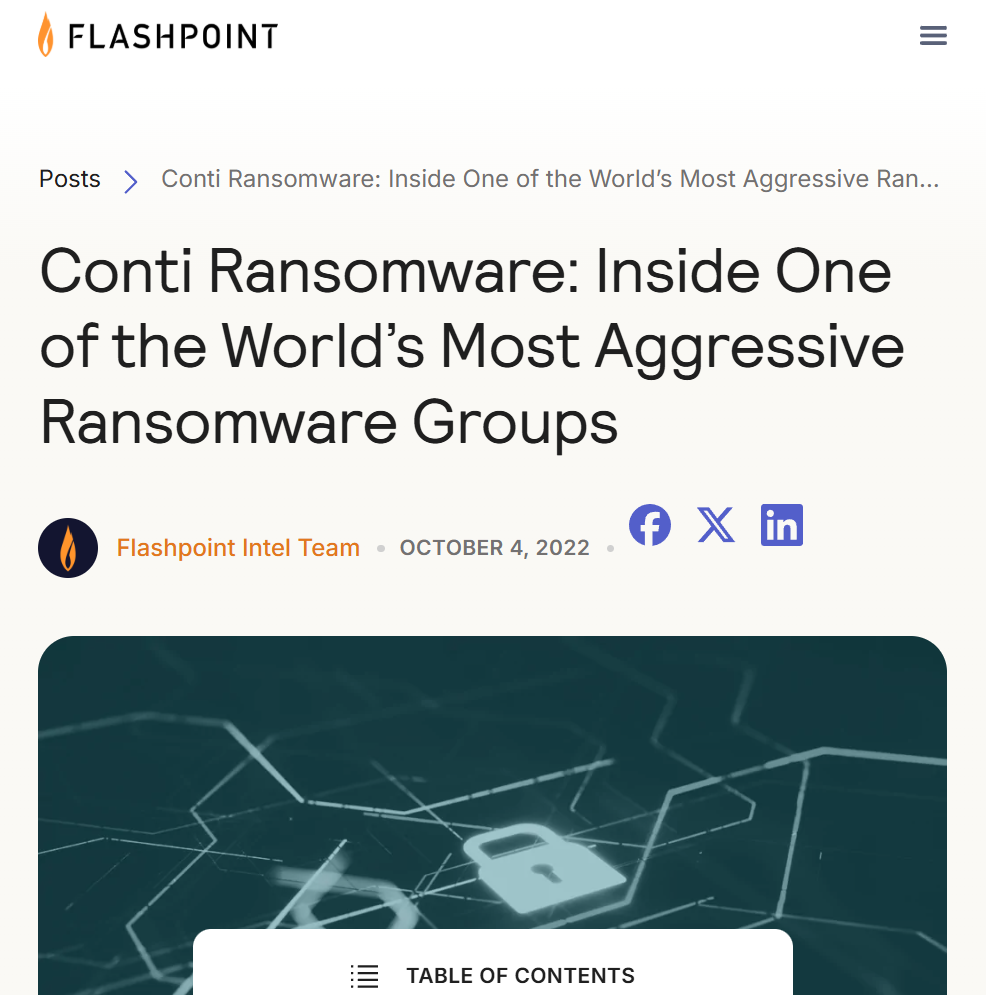 FLASHPOINT
Posts
Conti Ransomware: Inside One of the World’s Most Aggressive Ran...
Conti Ransomware: Inside One
of the World’s Most Aggressive
Ransomware Groups
Flashpoint Intel Team
OCTOBER 4, 2022
TABLE OF CONTENTS